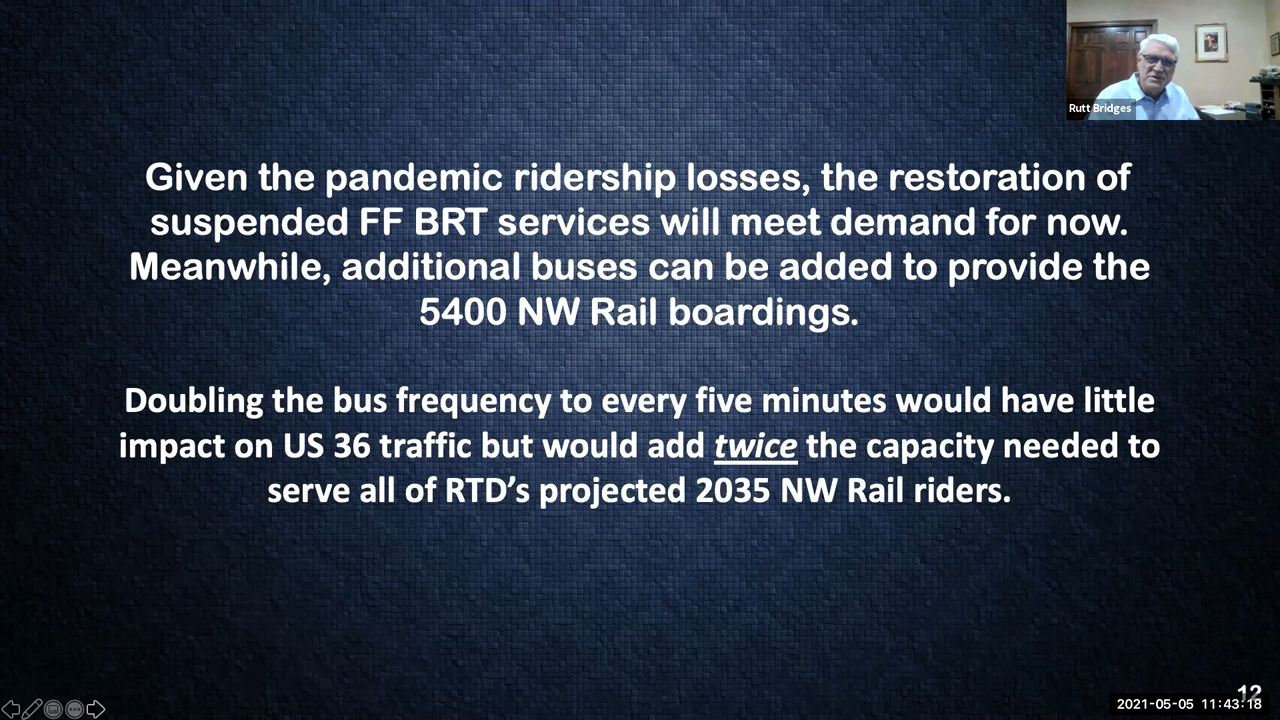 Rutt Bridges
Given the pandemic ridership losses, the restoration of
suspended FF BRT services will meet demand for now.
Meanwhile, additional buses can be added to provide the
5400 NW Rail boardings.
Doubling the bus frequency to every five minutes would have little
impact on US 36 traffic but would add twice the capacity needed to
serve all of RTD’s projected 2035 NW Rail riders.
12
2021-05-05 11:43:18